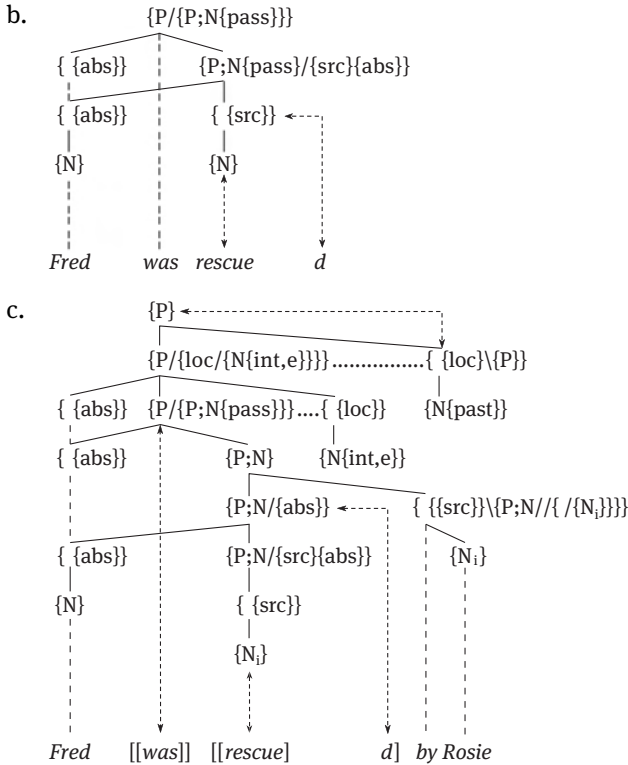 b.
{P/{P;N{pass}}}
{ {abs}} {P;N{pass}/{src}{abs}}
{ {abs}} { {src}}
{N} {N}
Fred was rescue d
c.
{P}
{P/{loc/{N{int,e}}}}................{ {loc}\{P}}
{ {abs}} {P/{P;N{pass}}}....{ {loc}} {N{past}}
{ {abs}} {P;N} {N{int,e}}
{P;N/{abs}} { {{src}}\{P;N//{ /{Nᵢ}}}}
{ {abs}} {P;N/{src}{abs}} {Nᵢ}
{N} { {src}}
{Nᵢ}
Fred [[was]] [[rescue] d] by Rosie